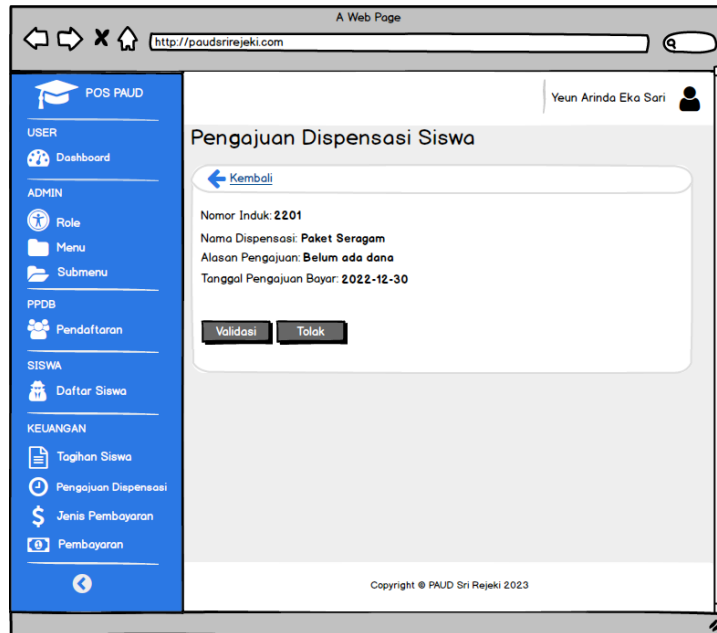 A Web Page
http://paudsrirejeki.com
POS PAUD
USER
Dashboard
ADMIN
Role
Menu
Submenu
PPDB
Pendaftaran
SISWA
Daftar Siswa
KEUANGAN
Tagihan Siswa
Pengajuan Dispensasi
Jenis Pembayaran
Pembayaran
Yeun Arinda Eka Sari
Pengajuan Dispensasi Siswa
Kembali
Nomor Induk: 2201
Nama Dispensasi: Paket Seragam
Alasan Pengajuan: Belum ada dana
Tanggal Pengajuan Bayar: 2022-12-30
Validasi Tolak
Copyright © PAUD Sri Rejeki 2023